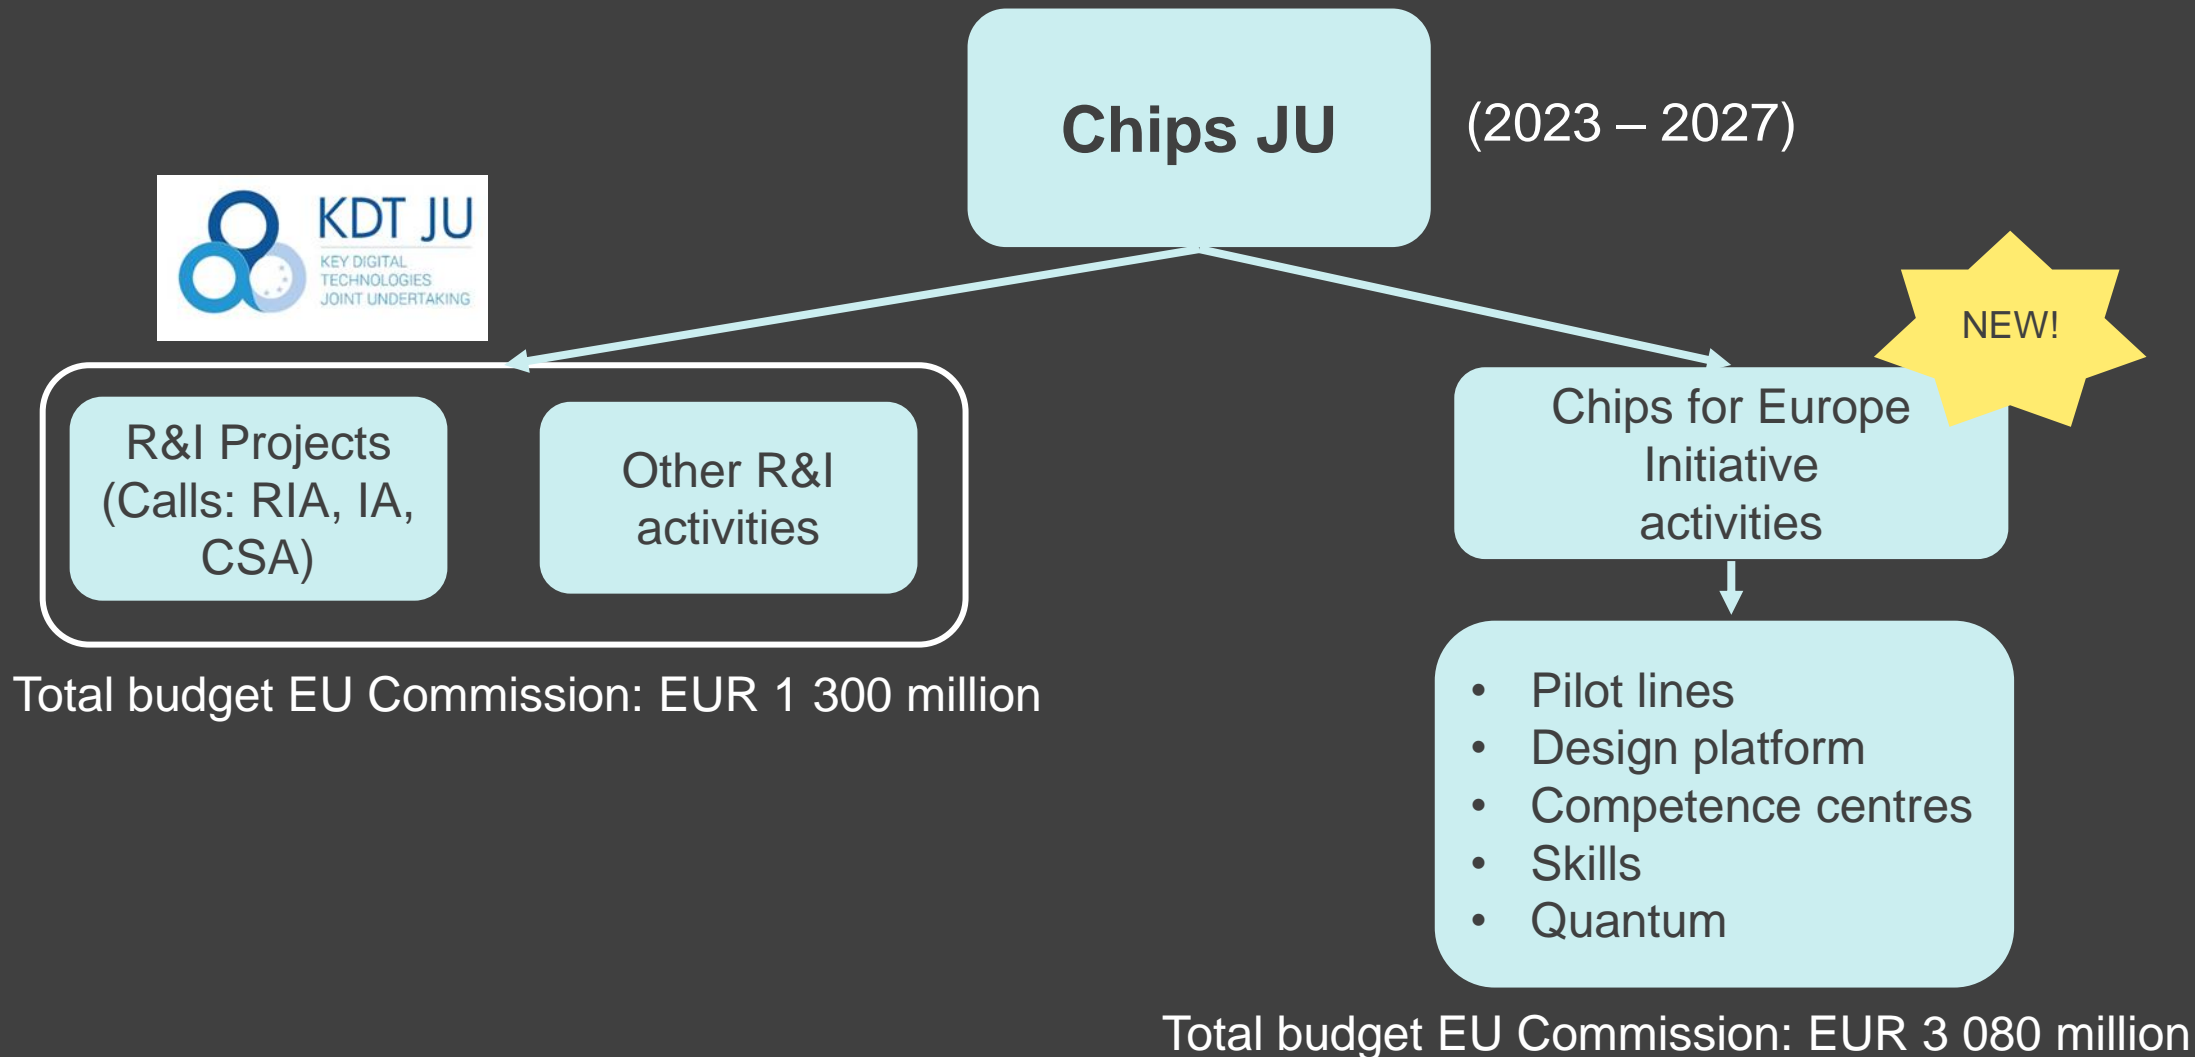 Chips JU
(2023 – 2027)
KDT JU
KEY DIGITAL
TECHNOLOGIES
JOINT UNDERTAKING
NEW!
R&I Projects
(Calls: RIA, IA,
CSA)
Other R&I
activities
Total budget EU Commission: EUR 1 300 million
Chips for Europe
Initiative
activities
• Pilot lines
• Design platform
• Competence centres
• Skills
• Quantum
Total budget EU Commission: EUR 3 080 million